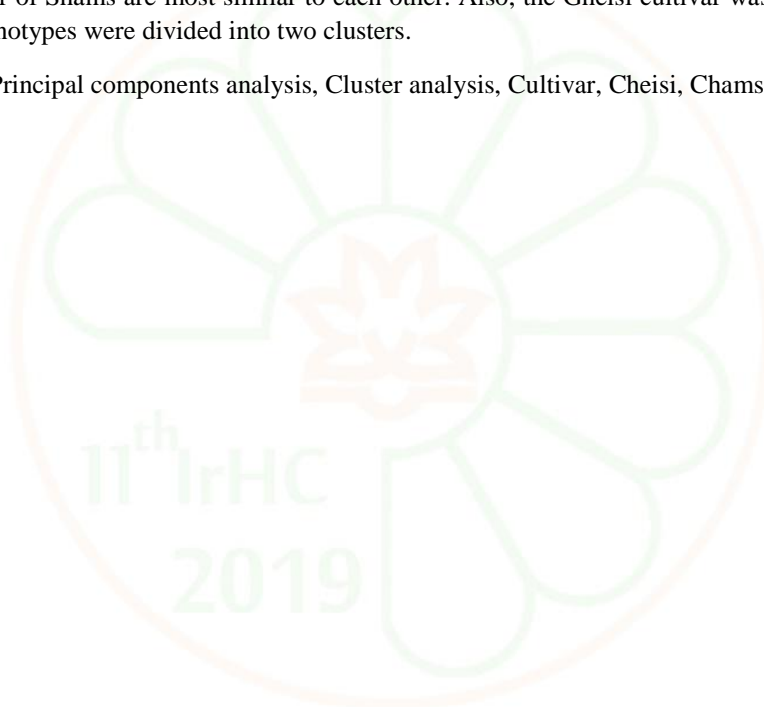 of Shams are most similar to each other. Also, the Gheisi cultivar was
notypes were divided into two clusters.
Principal components analysis, Cluster analysis, Cultivar, Cheisi, Chams
11th IrHC
2019